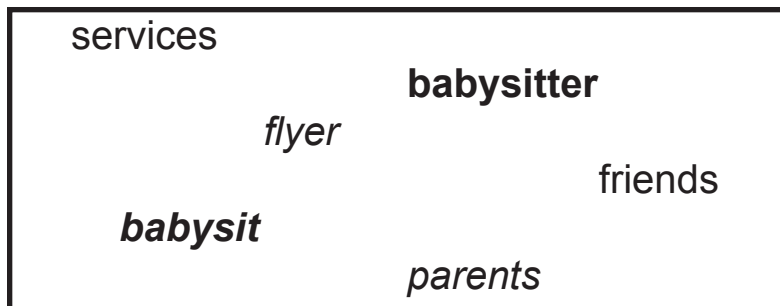 services
babysitter
flyer
friends
babysit
parents